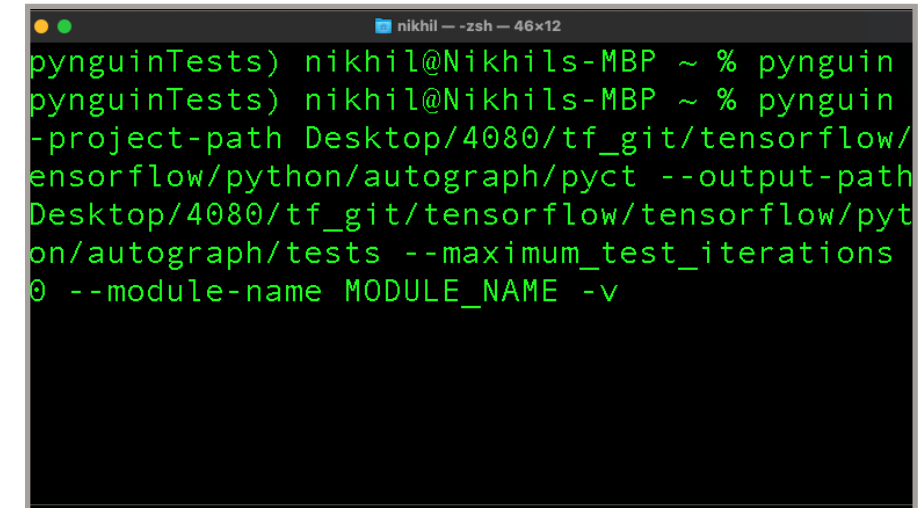 nikhil — -zsh — 46×12
pynguinTests) nikhil@Nikhils-MBP ~ % pynguin
pynguinTests) nikhil@Nikhils-MBP ~ % pynguin
-project-path Desktop/4080/tf_git/tensorflow/
ensorflow/python/autograph/pyct --output-path
Desktop/4080/tf_git/tensorflow/tensorflow/pyt
on/autograph/tests --maximum_test_iterations
0 --module-name MODULE_NAME -v